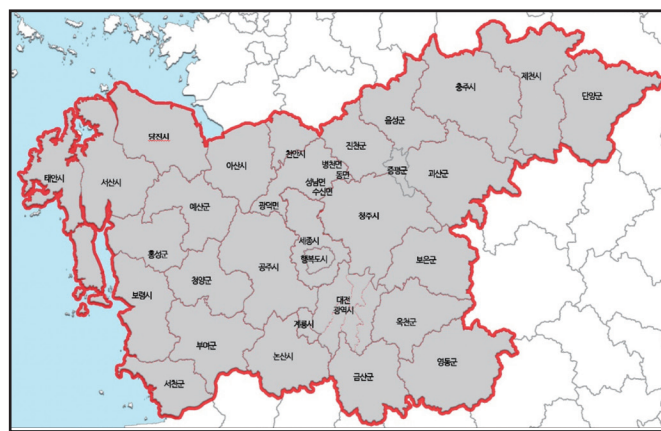 제천시
충주시
단양군
음성군
당진시
천안시
진천군
아산시
병천면
동면
증평군
괴산군
태안시
서산시
성남면
수신면
예산군
광덕면
청주시
세종시
홍성군
행복도시
보은군
공주시
청양군
보령시
대전
광역시
옥천군
계룡시
부여군
논산시
영동군
서천군
금산군